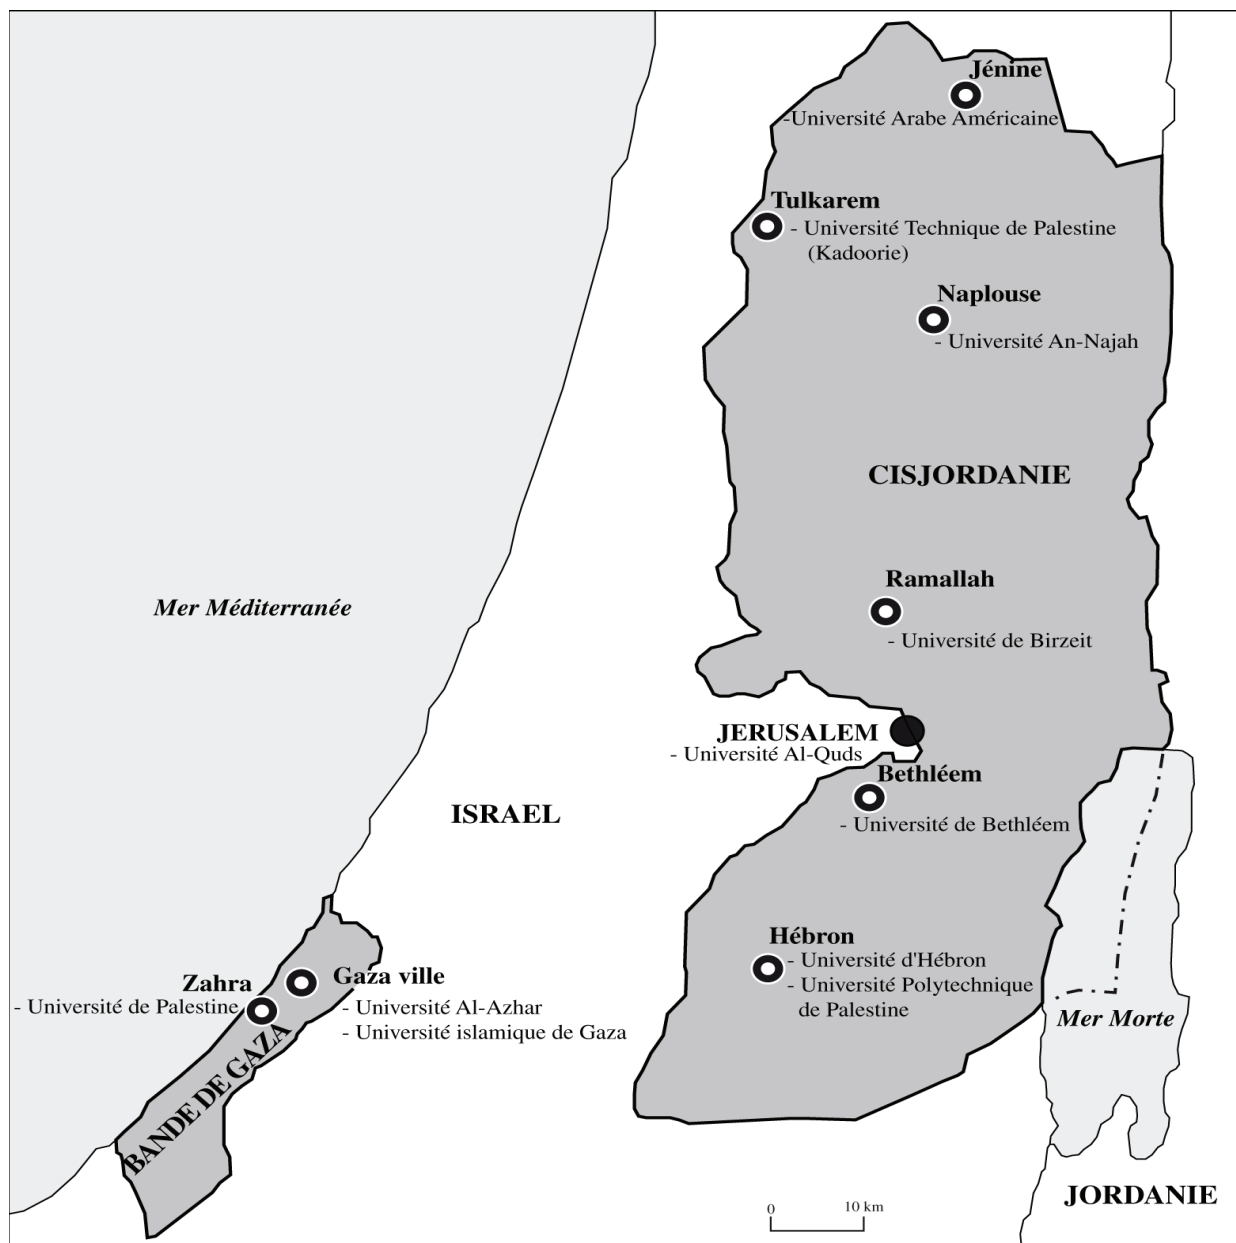 Jénine
-Université Arabe Américaine
Tulkarem
- Université Technique de Palestine
(Kadoorie)
Naplouse
- Université An-Najah
CISJORDANIE
Ramallah
- Université de Birzeit
Mer Méditerranée
JERUSALEM
- Université Al-Quds
Bethléem
- Université de Bethléem
ISRAEL
Hébron
- Université d'Hébron
- Université Polytechnique
de Palestine
Zahra
- Université de Palestine
Gaza ville
- Université Al-Azhar
- Université islamique de Gaza
BANDE DE GAZA
Mer Morte
JORDANIE
0 10 km